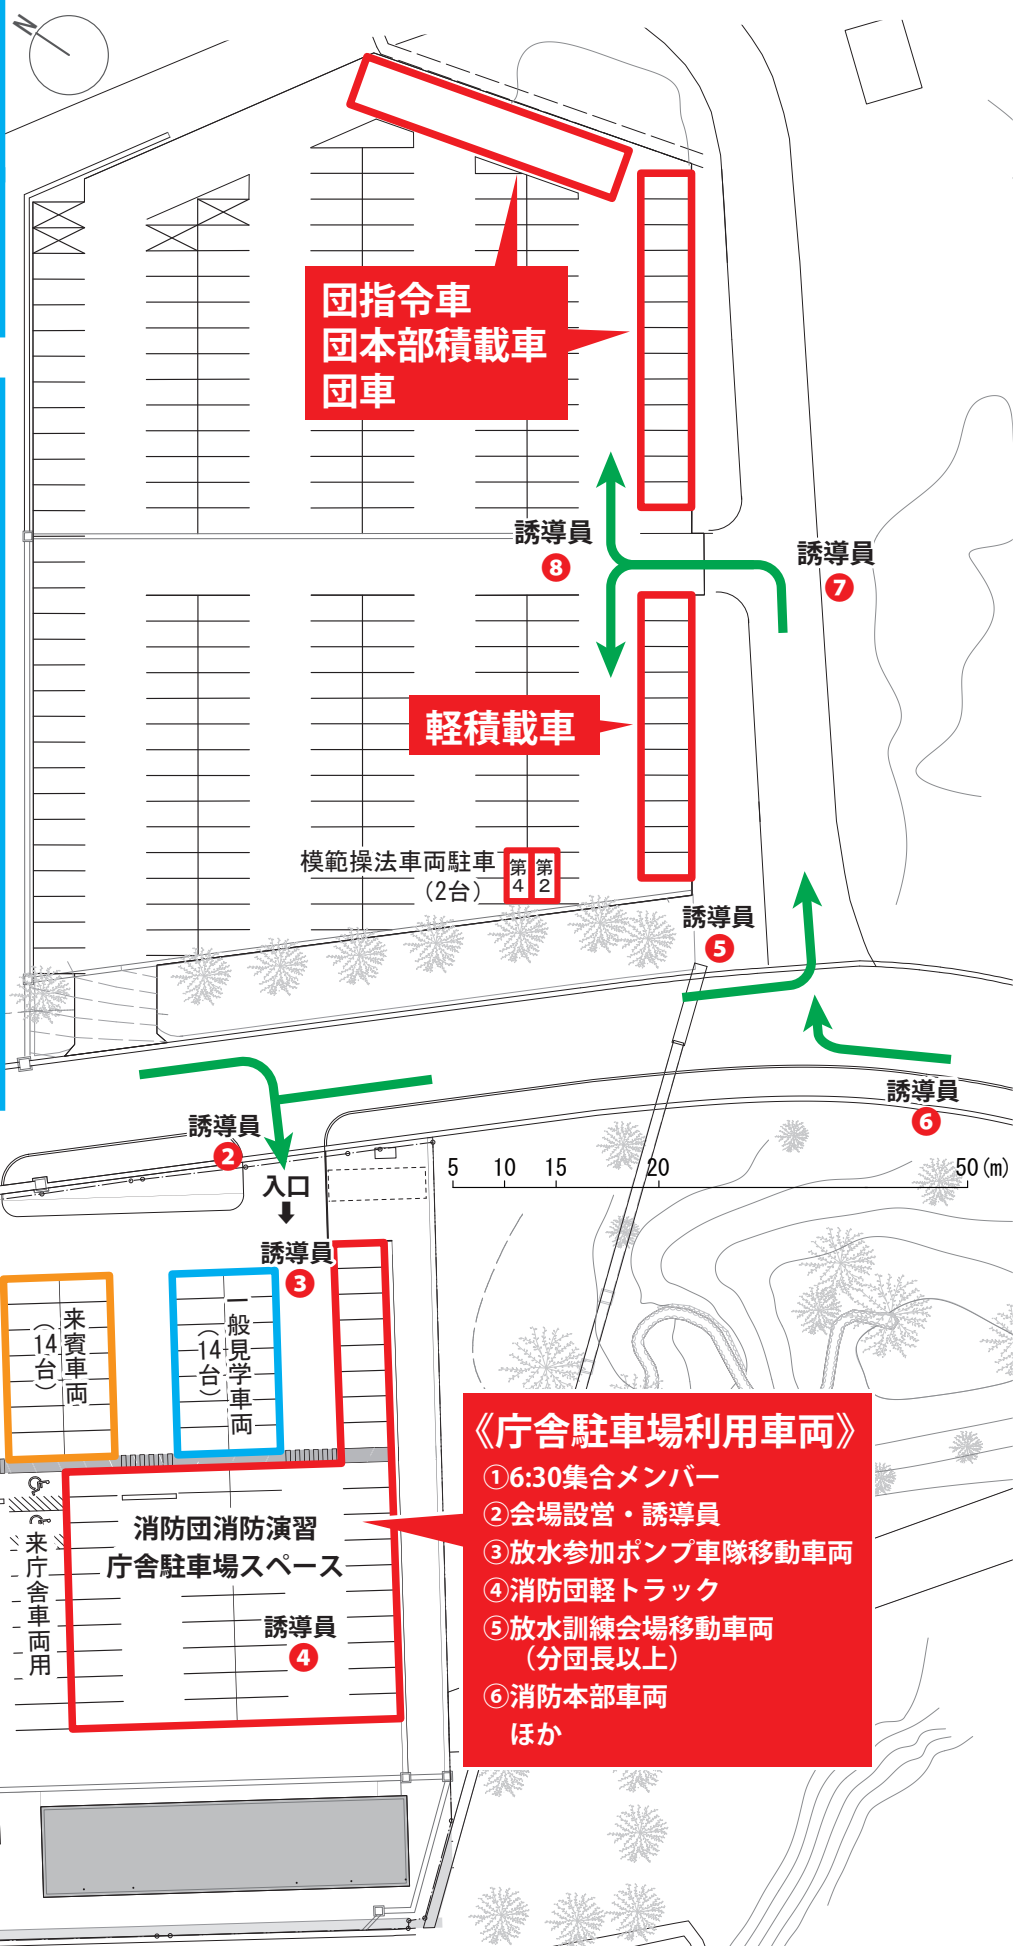 N
団指令車
団本部積載車
団車
誘導員
8
誘導員
7
軽積載車
模範操法車両駐車
（2台）
第4
第2
誘導員
5
誘導員
6
誘導員
2
入口
誘導員
3
5 10 15 20 50(m)
来賓車両
（14台）
一般見学車両
（14台）
消防団消防演習
庁舎駐車場スペース
誘導員
4
来庁舎車両用
《庁舎駐車場利用車両》
①6:30集合メンバー
②会場設営・誘導員
③放水参加ポンプ車隊移動車両
④消防団軽トラック
⑤放水訓練会場移動車両
（分団長以上）
⑥消防本部車両
ほか